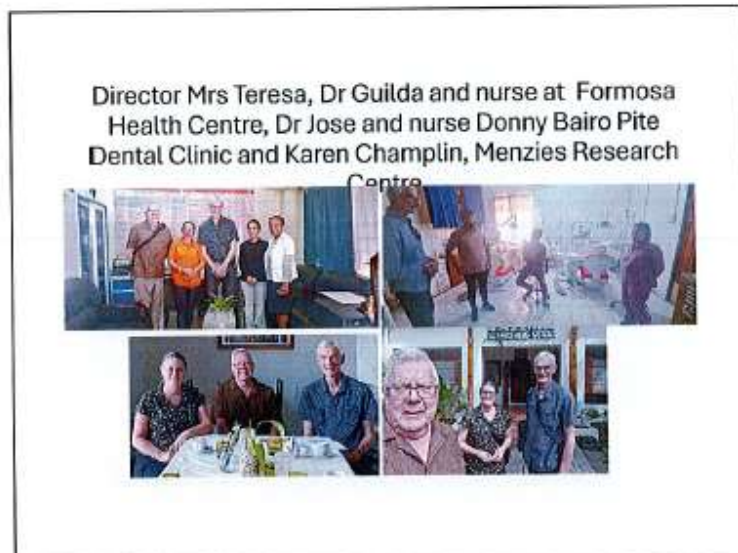 Director Mrs Teresa, Dr Guilda and nurse at Formosa
Health Centre, Dr Jose and nurse Donny Bairo Pite
Dental Clinic and Karen Champlin, Menzies Research
Centre